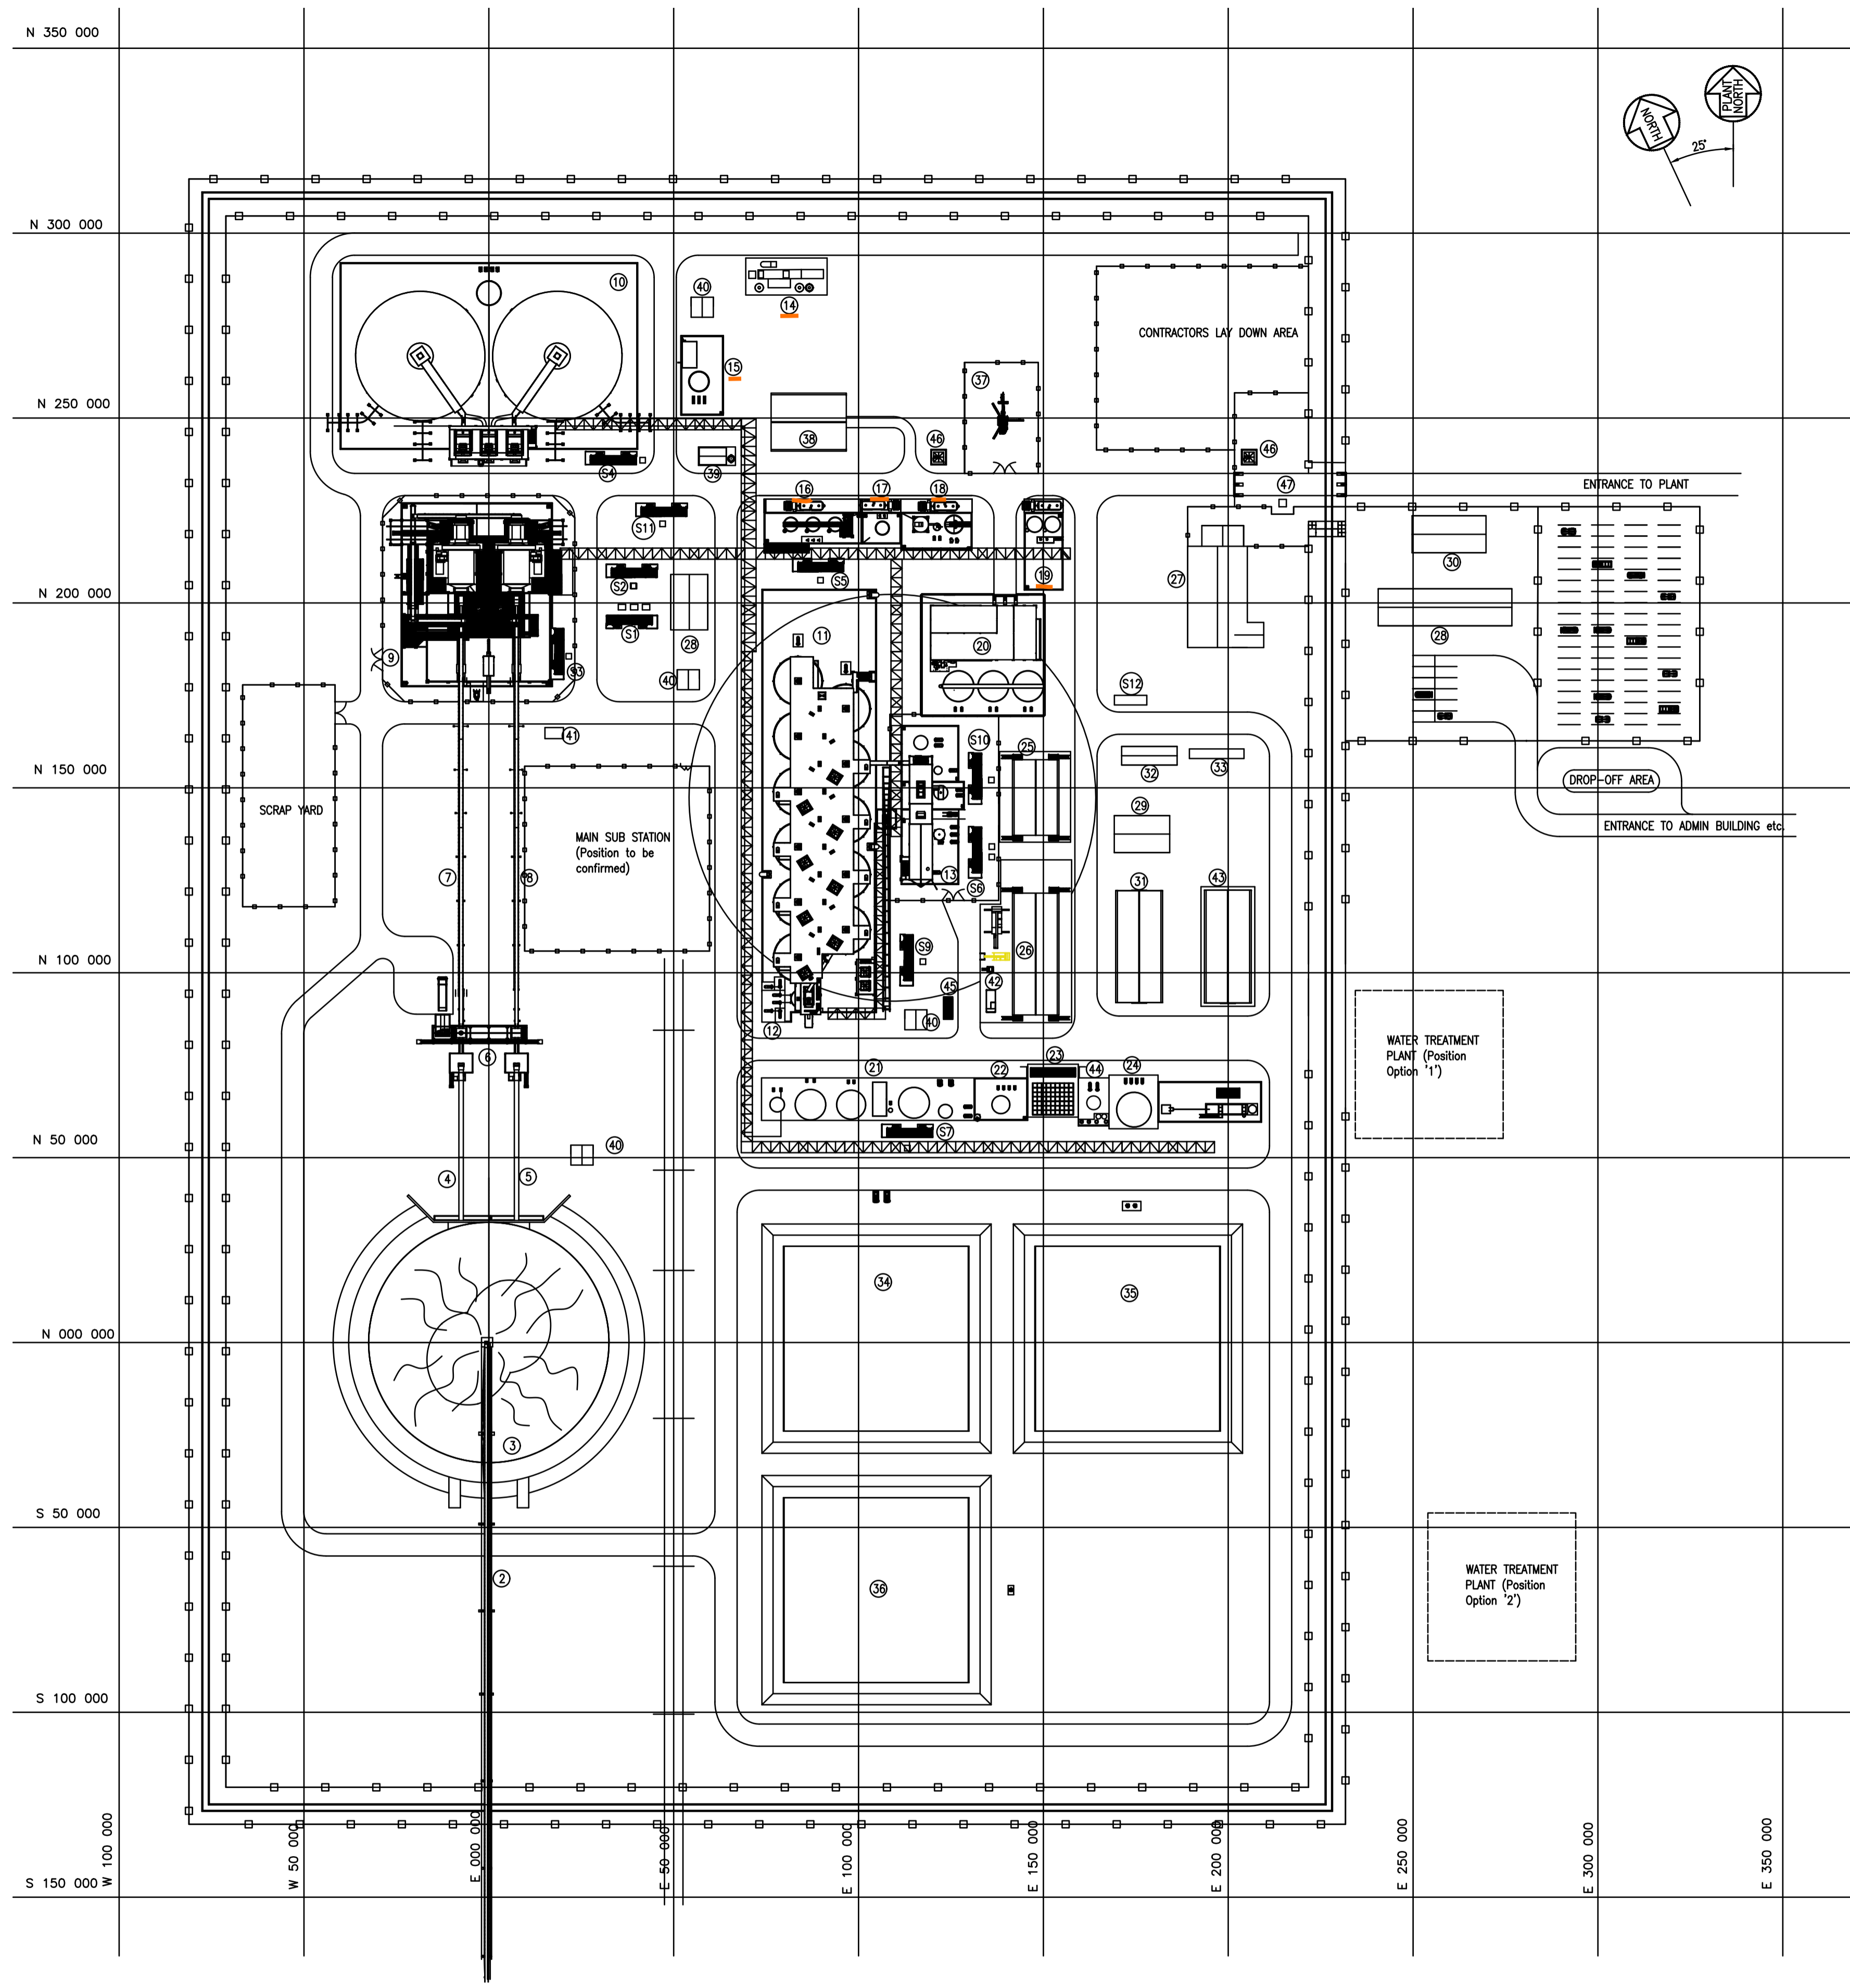 N 350 000
PLANT
NORTH
NORTH
25°
N 300 000
10
40
14
CONTRACTORS LAY DOWN AREA
15
37
N 250 000
38
46
46
S4
39
47
ENTRANCE TO PLANT
16
17
18
S11
30
S2
S5
19
27
N 200 000
S1
11
28
28
20
9
S3
40
S12
41
S10
25
32
33
N 150 000
DROP-OFF AREA
SCRAP YARD
MAIN SUB STATION
(Position to be
confirmed)
29
ENTRANCE TO ADMIN BUILDING etc.
7
8
13
S6
31
43
S9
26
N 100 000
42
45
12
40
WATER TREATMENT
PLANT (Position
Option '1')
6
21
22
23
44
24
S7
N 50 000
40
4
5
34
35
N 000 000
3
S 50 000
2
36
WATER TREATMENT
PLANT (Position
Option '2')
S 100 000
S 150 000
W 100 000
W 50 000
E 000 000
E 50 000
E 100 000
E 150 000
E 200 000
E 250 000
E 300 000
E 350 000